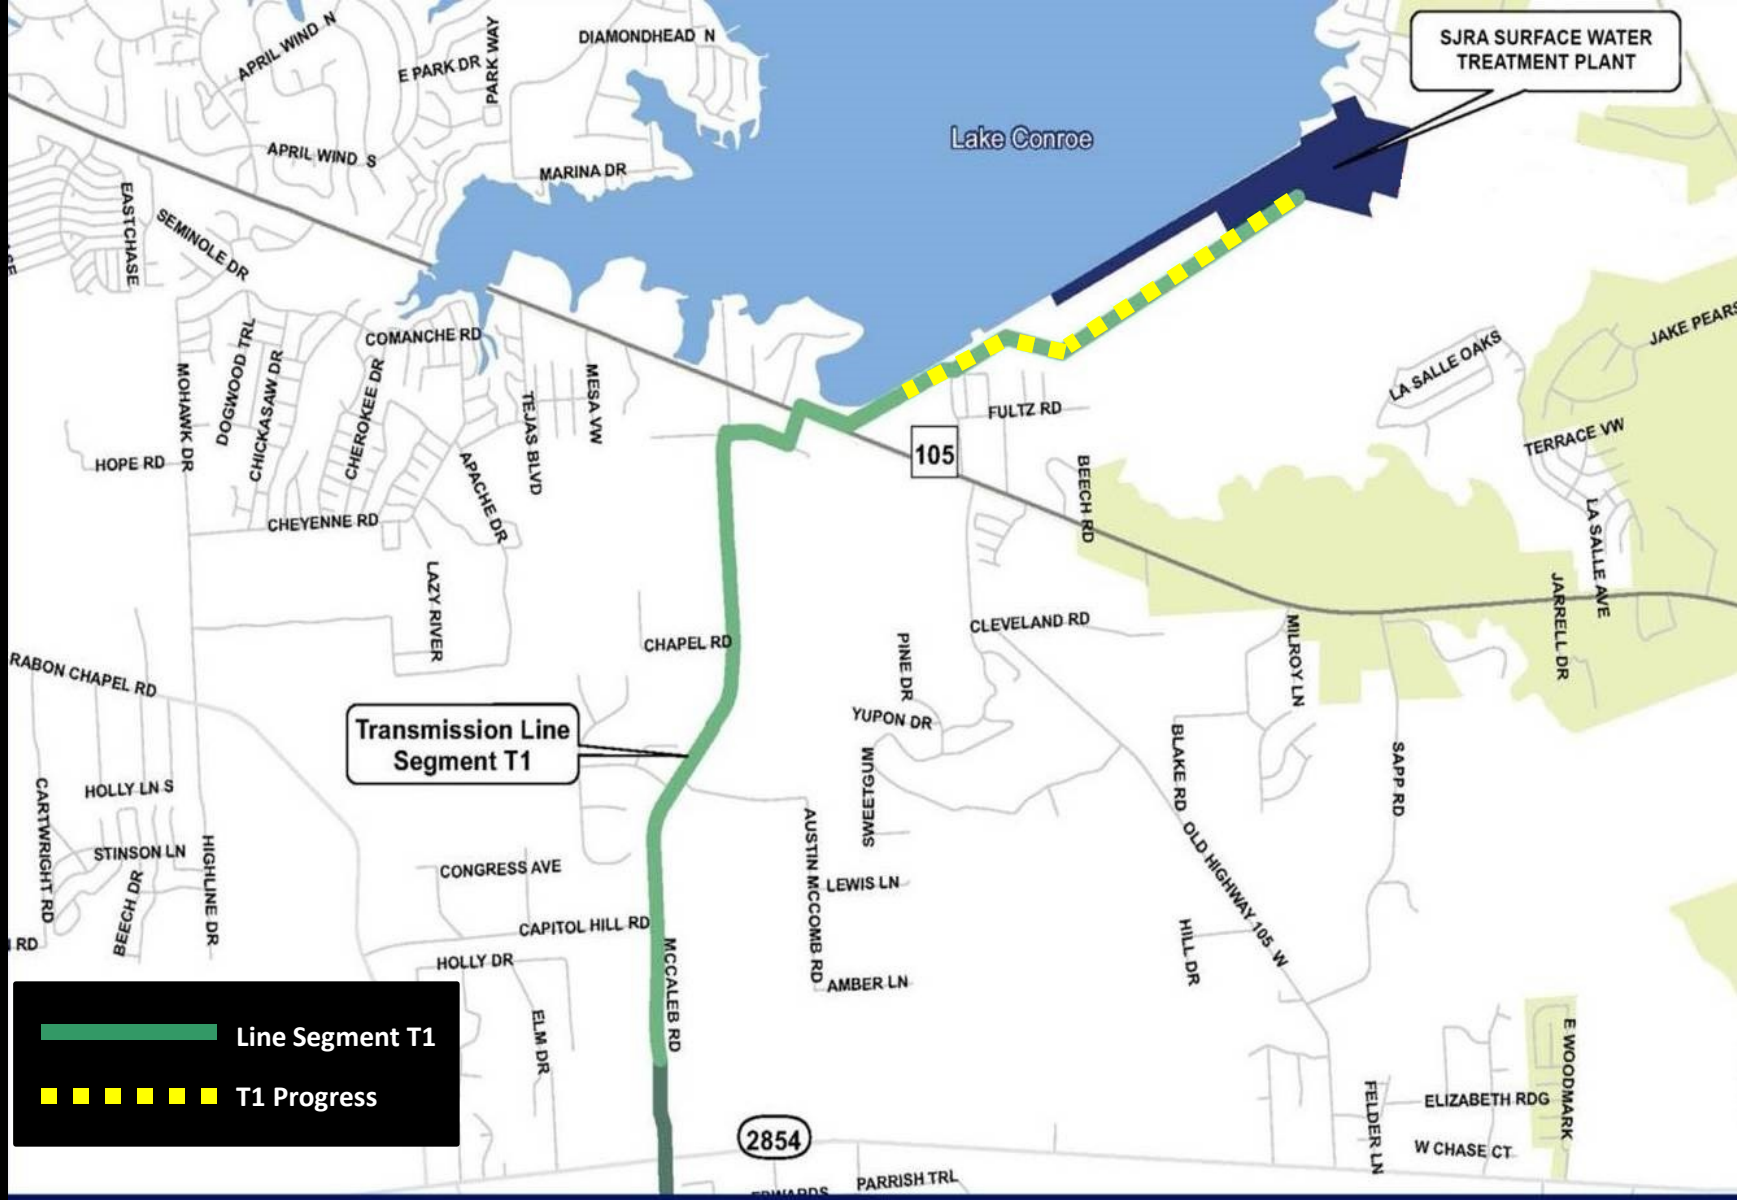 APRIL WIND N
E PARK DR
PARK WAY
DIAMONDHEAD N
SJRA SURFACE WATER
TREATMENT PLANT
Lake Conroe
APRIL WIND S
MARINA DR
EASTCHASE
SEMINOLE DR
COMANCHE RD
DOGWOOD TRL
CHICKASAW DR
CHEROKEE DR
MOHAWK DR
MESA VW
TEJAS BLVD
JAKE PEARS
LA SALLE OAKS
FULTZ RD
105
TERRACE VW
HOPE RD
APACHE DR
BEECH RD
LA SALLE AVE
CHEYENNE RD
LAZY RIVER
JARRELL DR
CLEVELAND RD
CHAPEL RD
PINE DR
MILROY LN
RABON CHAPEL RD
Transmission Line
Segment T1
YUPON DR
SWEETGUM
BLAKE RD
SAPP RD
HOLLY LN S
CARTWRIGHT RD
STINSON LN
HIGHLINE DR
BEECH DR
CONGRESS AVE
AUSTIN MCCOMB RD
LEWIS LN
OLD HIGHWAY 105 W
CAPITOL HILL RD
RD
HOLLY DR
MCCALEB RD
AMBER LN
HILL DR
ELM DR
E WOODMARK
Line Segment T1
T1 Progress
FELDER LN
ELIZABETH RDG
2854
W CHASE CT
PARRISH TRL
EDWARDS